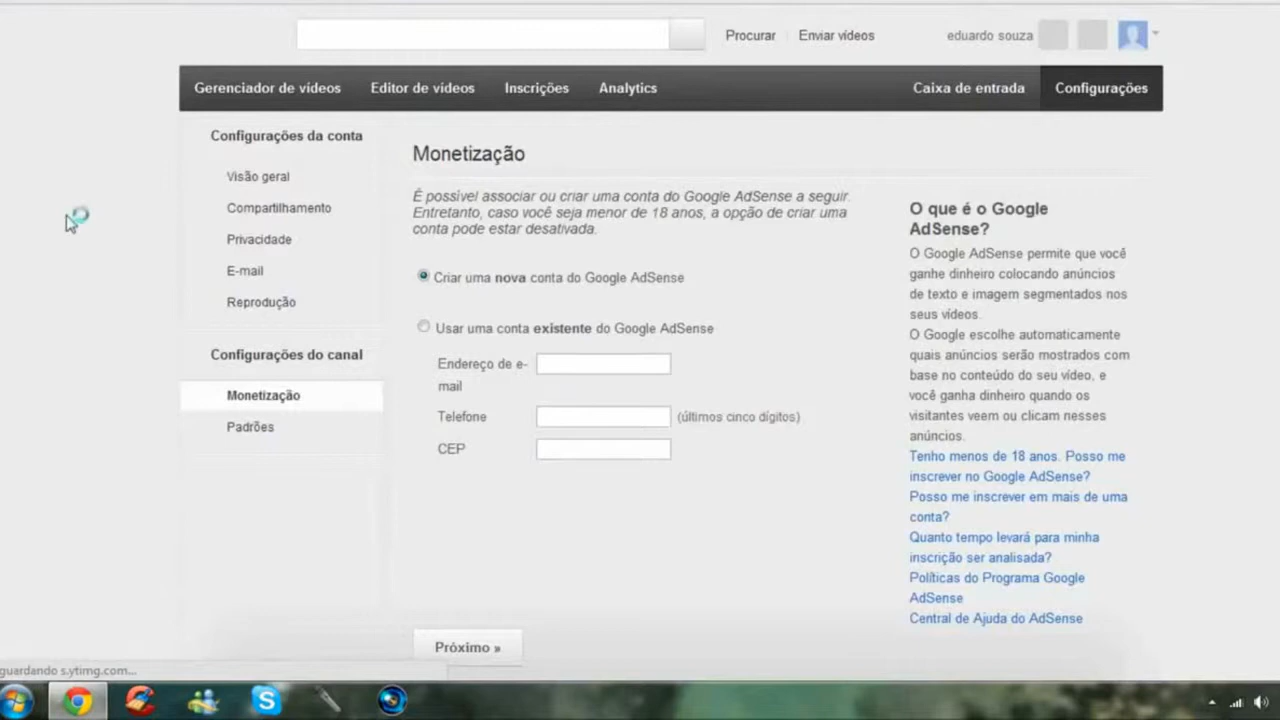 Procurar
Enviar vídeos
eduardo souza
Gerenciador de vídeos
Editor de vídeos
Inscrições
Analytics
Caixa de entrada
Configurações
Configurações da conta
Visão geral
Compartilhamento
Privacidade
E-mail
Reprodução
Configurações do canal
Monetização
Padrões
Monetização
É possível associar ou criar uma conta do Google AdSense a seguir.
Entretanto, caso você seja menor de 18 anos, a opção de criar uma
conta pode estar desativada.
Criar uma nova conta do Google AdSense
Usar uma conta existente do Google AdSense
Endereço de e-
mail
Telefone
(últimos cinco dígitos)
CEP
Próximo »
O que é o Google
AdSense?
O Google AdSense permite que você
ganhe dinheiro colocando anúncios
de texto e imagem segmentados nos
seus vídeos.
O Google escolhe automaticamente
quais anúncios serão mostrados com
base no conteúdo do seu vídeo, e
você ganha dinheiro quando os
visitantes veem ou clicam nesses
anúncios.
Tenho menos de 18 anos. Posso me
inscrever no Google AdSense?
Posso me inscrever em mais de uma
conta?
Quanto tempo levará para minha
inscrição ser analisada?
Políticas do Programa Google
AdSense
Central de Ajuda do AdSense
guardando s.ytimg.com...